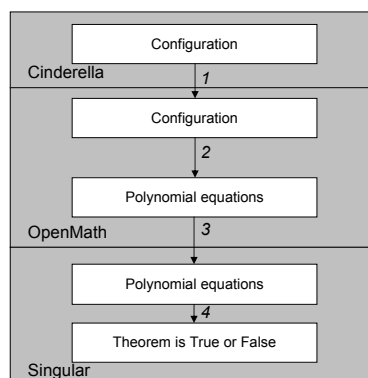 Configuration
1
Cinderella
Configuration
2
Polynomial equations
3
OpenMath
Polynomial equations
4
Theorem is True or False
Singular